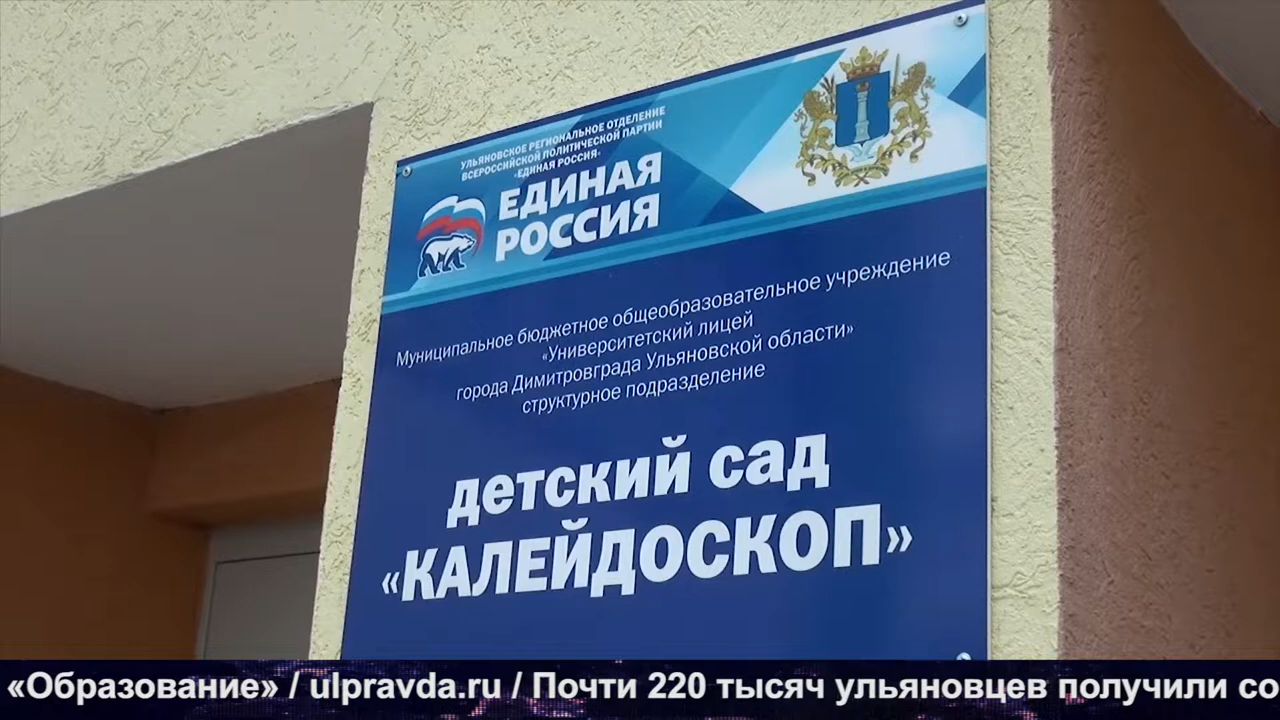 УЛЬЯНОВСКОЕ РЕГИОНАЛЬНОЕ ОТДЕЛЕНИЕ
ВСЕРОССИЙСКОЙ ПОЛИТИЧЕСКОЙ ПАРТИИ
«ЕДИНАЯ РОССИЯ»
ЕДИНАЯ
РОССИЯ
Муниципальное бюджетное общеобразовательное учреждение
«Университетский лицей
города Димитровграда Ульяновской области»
структурное подразделение
детский сад
«КАЛЕЙДОСКОП»
«Образование» / ulpravda.ru / Почти 220 тысяч ульяновцев получили со